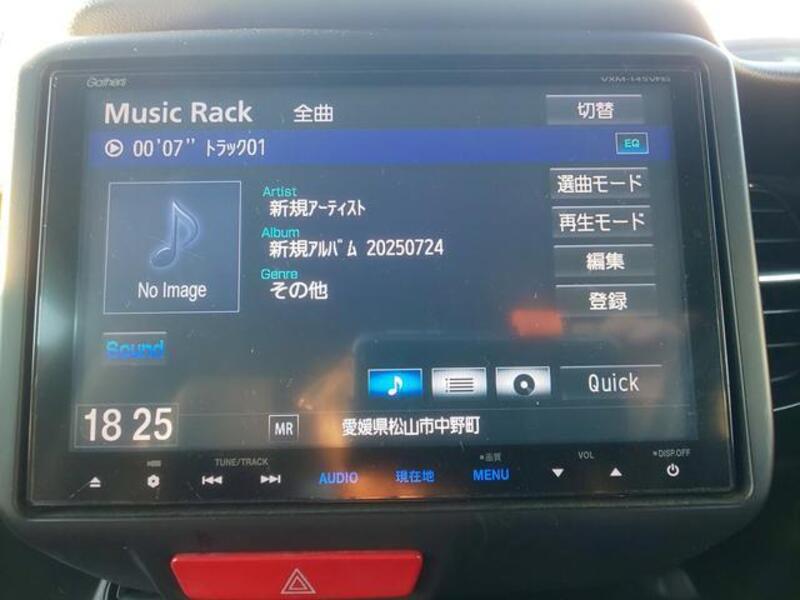 Gathers
VXM-145VFEi
Music Rack 全曲 切替
00'07" ﾄﾗｯｸ01 EQ
選曲モード
Artist
新規ｱｰﾃｨｽﾄ
再生モード
Album
新規ｱﾙﾊﾞﾑ 20250724
編集
Genre
その他
登録
No Image
Sound
Quick
18 25 MR 愛媛県松山市中野町
TUNE/TRACK AUDIO 現在地 画質 MENU VOL DISP.OFF